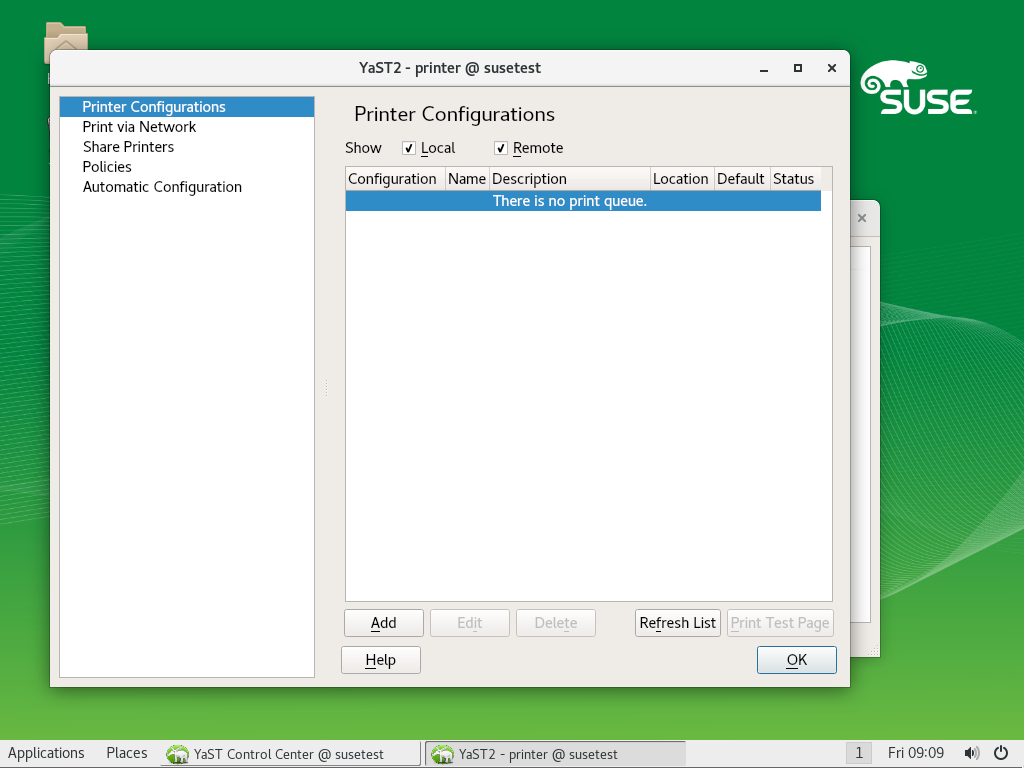 YaST2 - printer @ susetest
SUSE
Printer Configurations
Print via Network
Share Printers
Policies
Automatic Configuration
Printer Configurations
Show Local Remote
Configuration Name Description Location Default Status
There is no print queue.
Add Edit Delete Refresh List Print Test Page
Help OK
Applications Places YaST Control Center @ susetest YaST2 - printer @ susetest 1 Fri 09:09